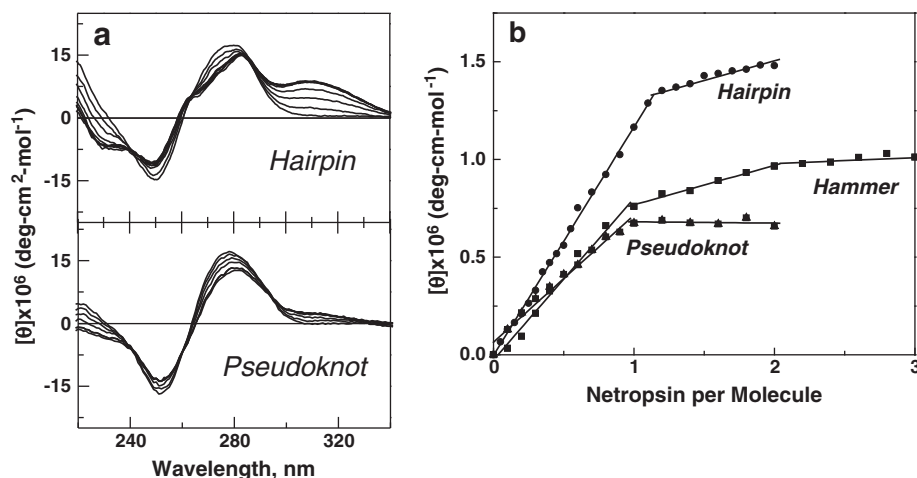 a
[θ]x10⁶ (deg-cm²-mol⁻¹)
15
0
-15
Hairpin
15
0
-15
Pseudoknot
240 280 320
Wavelength, nm
b
[θ]x10⁶ (deg-cm-mol⁻¹)
1.5
1.0
0.5
0.0
Hairpin
Hammer
Pseudoknot
0 1 2 3
Netropsin per Molecule